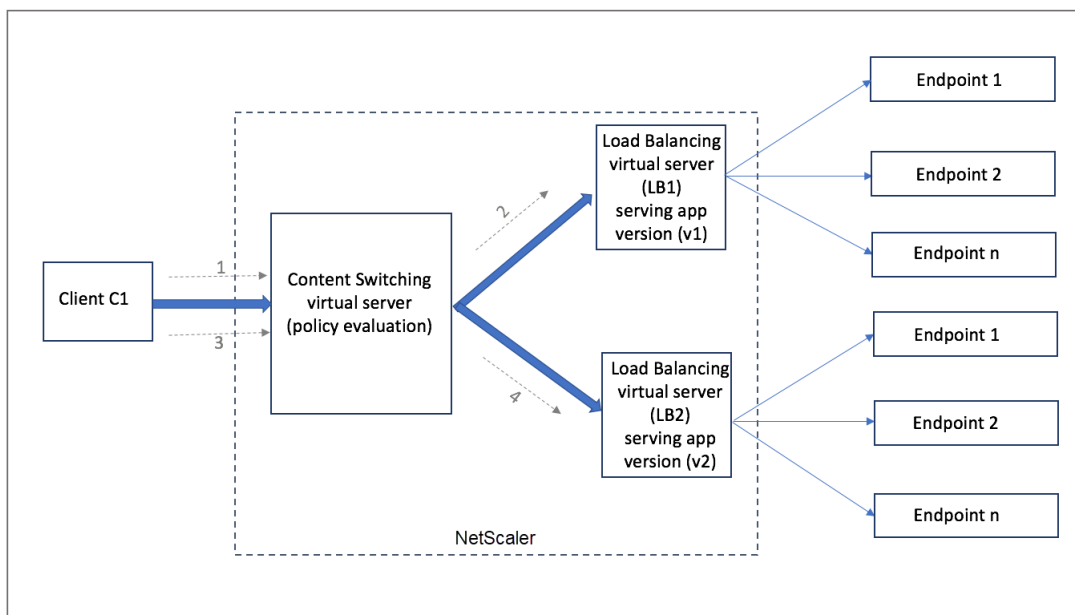 Client C1
1
3
Content Switching
virtual server
(policy evaluation)
2
4
Load Balancing
virtual server
(LB1)
serving app
version (v1)
Load Balancing
virtual server
(LB2)
serving app
version (v2)
Endpoint 1
Endpoint 2
Endpoint n
Endpoint 1
Endpoint 2
Endpoint n
NetScaler